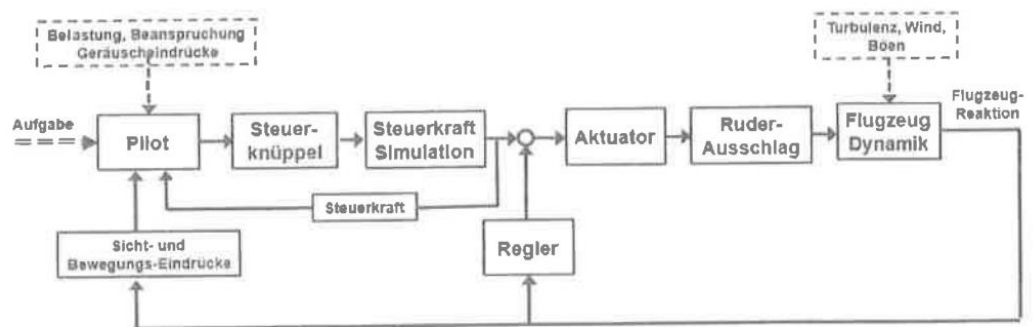 Belastung, Beanspruchung
Geräuscheindrücke
Turbulenz, Wind,
Böen
Aufgabe
Pilot
Steuer-
knüppel
Steuerkraft
Simulation
Aktuator
Ruder-
Ausschlag
Flugzeug
Dynamik
Flugzeug-
Reaktion
Steuerkraft
Sicht- und
Bewegungs-Eindrücke
Regler